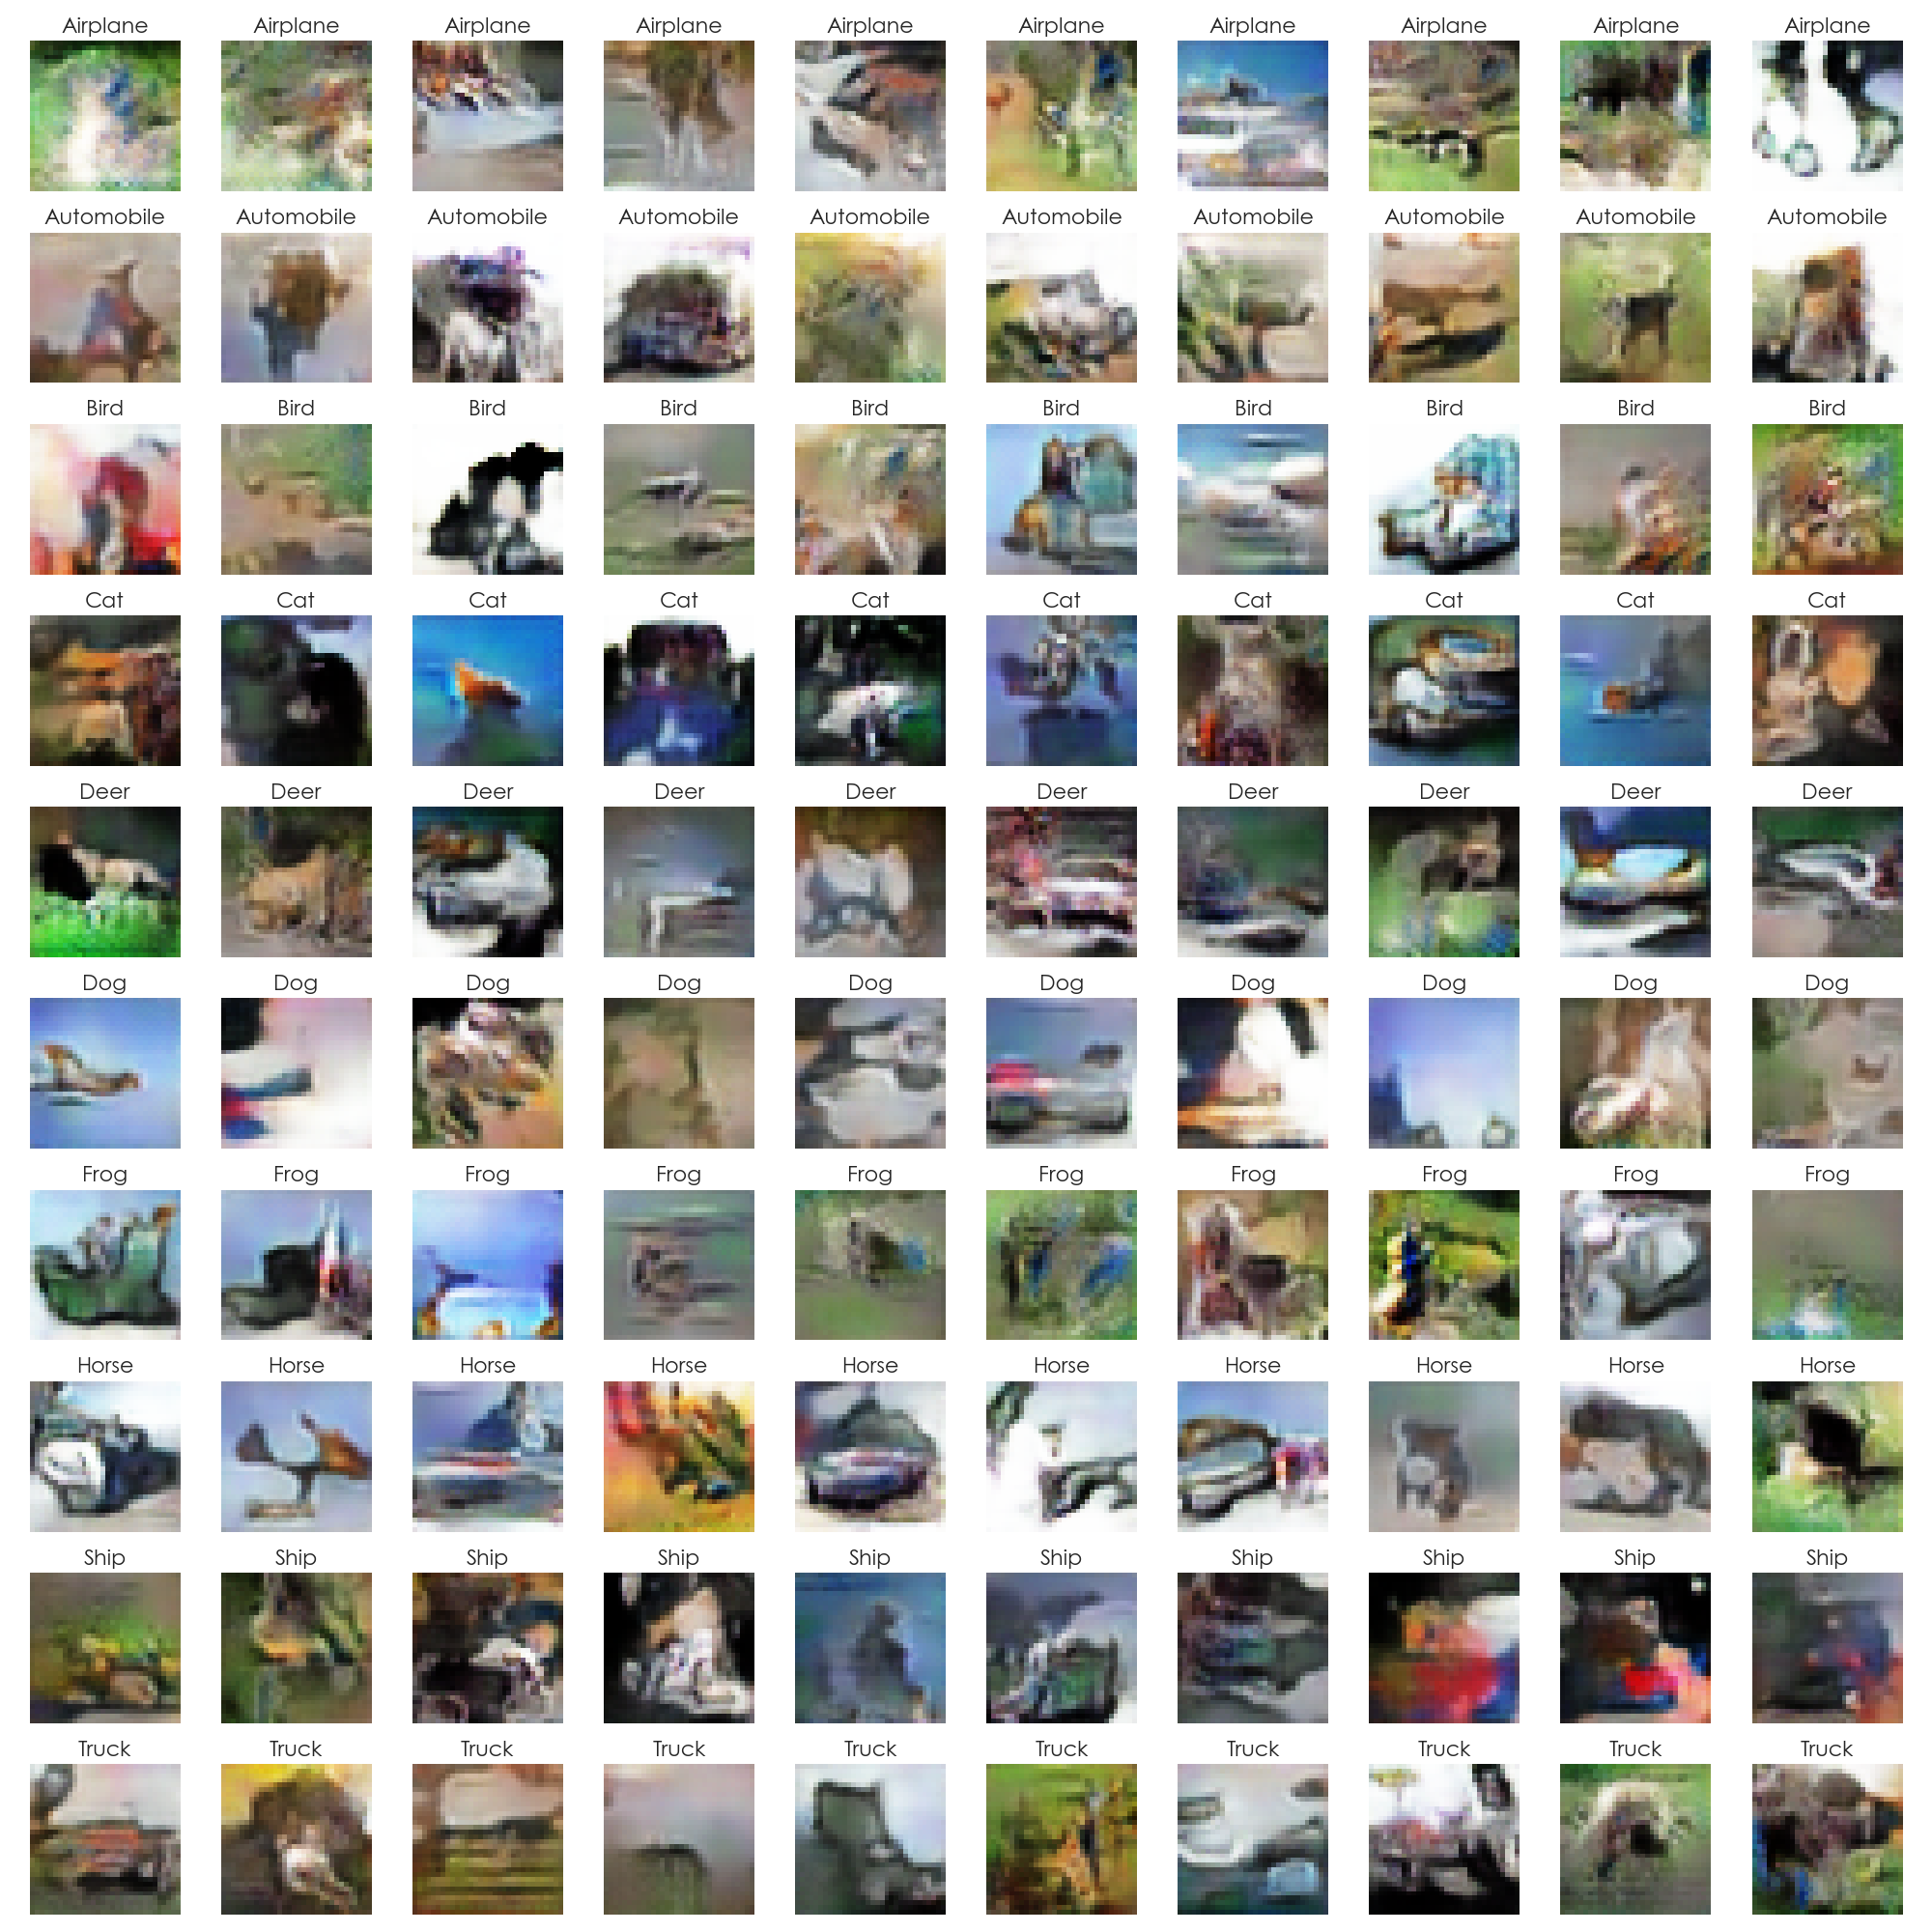 Airplane Airplane Airplane Airplane Airplane Airplane Airplane Airplane Airplane Airplane
Automobile Automobile Automobile Automobile Automobile Automobile Automobile Automobile Automobile Automobile
Bird Bird Bird Bird Bird Bird Bird Bird Bird Bird
Cat Cat Cat Cat Cat Cat Cat Cat Cat Cat
Deer Deer Deer Deer Deer Deer Deer Deer Deer Deer
Dog Dog Dog Dog Dog Dog Dog Dog Dog Dog
Frog Frog Frog Frog Frog Frog Frog Frog Frog Frog
Horse Horse Horse Horse Horse Horse Horse Horse Horse Horse
Ship Ship Ship Ship Ship Ship Ship Ship Ship Ship
Truck Truck Truck Truck Truck Truck Truck Truck Truck Truck